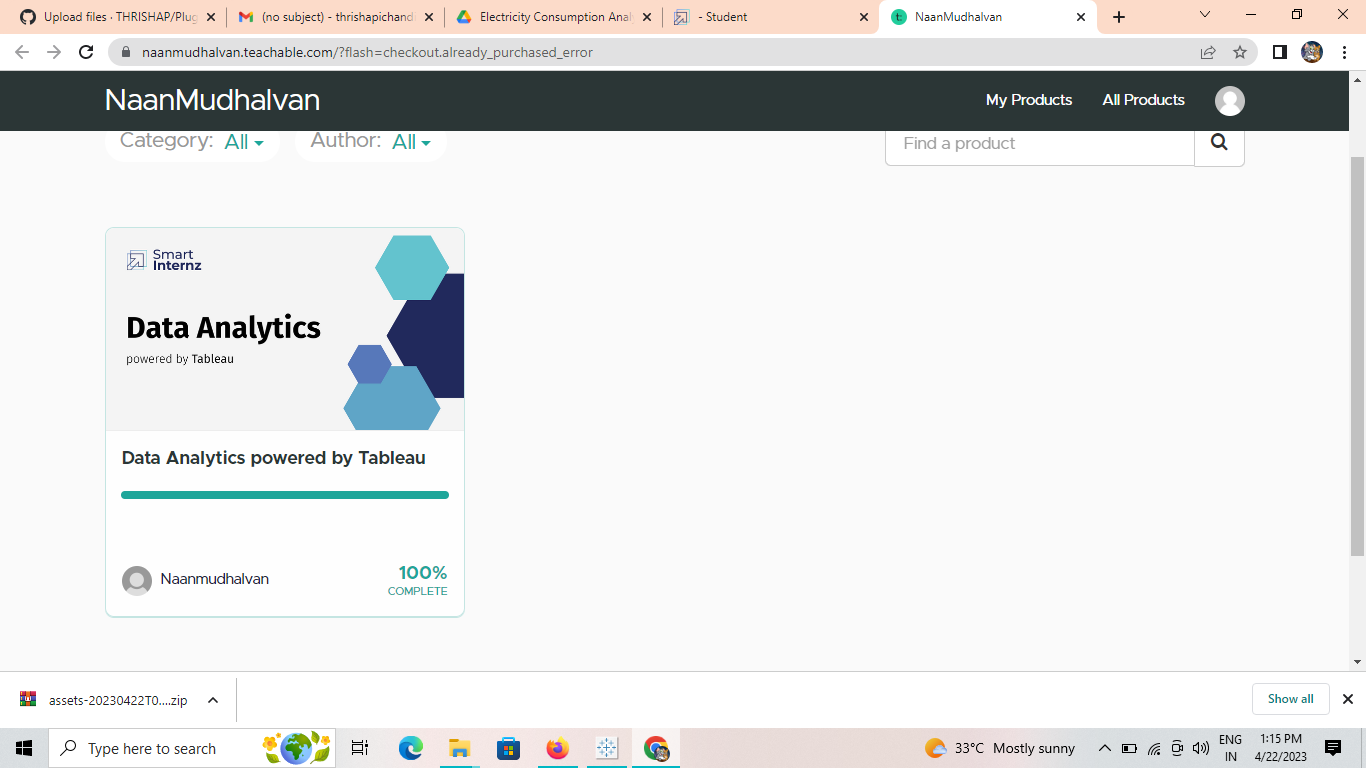 Upload files · THRISHAP/Plug
(no subject) - thrishapichandi
Electricity Consumption Anal
- Student
NaanMudhalvan
naanmudhalvan.teachable.com/?flash=checkout.already_purchased_error
NaanMudhalvan
My Products
All Products
Category: All
Author: All
Find a product
Smart
Internz
Data Analytics
powered by Tableau
Data Analytics powered by Tableau
Naanmudhalvan
100%
COMPLETE
assets-20230422T0....zip
Show all
Type here to search
33°C Mostly sunny
ENG
IN
1:15 PM
4/22/2023